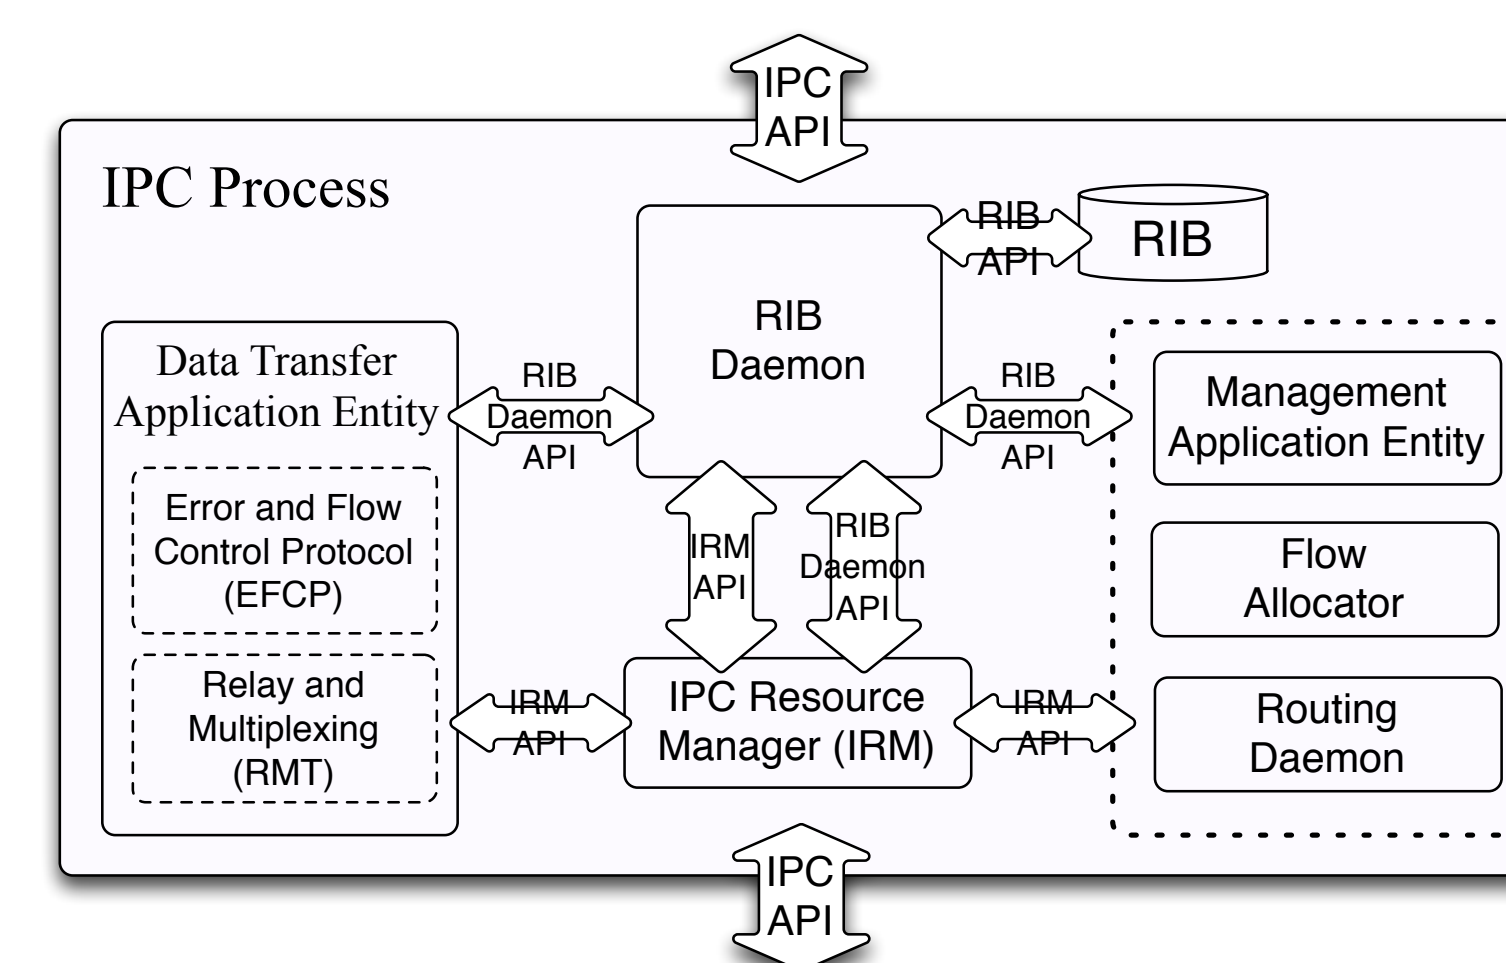 IPC
API
IPC Process
RIB
API
RIB
RIB
Daemon
Data Transfer
Application Entity
RIB
Daemon
API
RIB
Daemon
API
Management
Application Entity
Error and Flow
Control Protocol
(EFCP)
IRM
API
RIB
Daemon
API
Flow
Allocator
Relay and
Multiplexing
(RMT)
IRM
API
IPC Resource
Manager (IRM)
IRM
API
Routing
Daemon
IPC
API